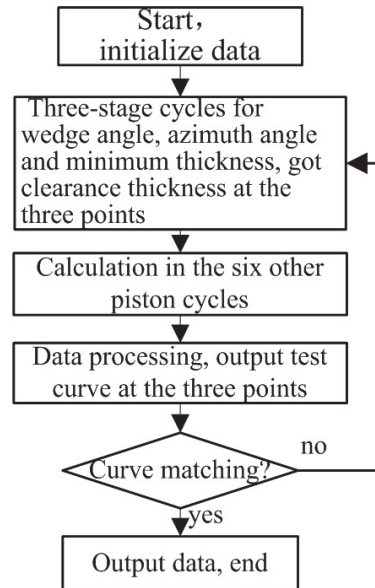 Start,
initialize data
Three-stage cycles for
wedge angle, azimuth angle
and minimum thickness, got
clearance thickness at the
three points
Calculation in the six other
piston cycles
Data processing, output test
curve at the three points
Curve matching?
no
yes
Output data, end